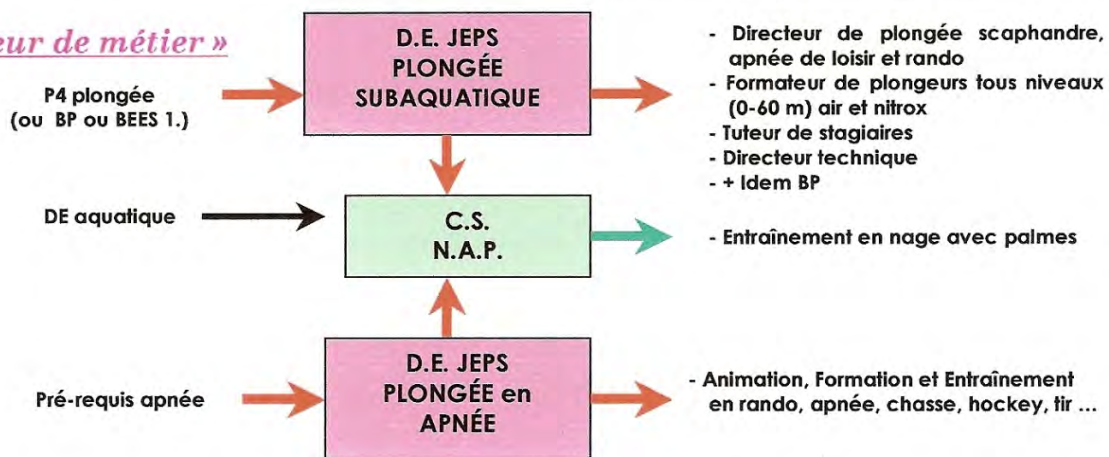 eur de métier »
P4 plongée
(ou BP ou BEES 1.)
D.E. JEPS
PLONGÉE
SUBAQUATIQUE
- Directeur de plongée scaphandre,
apnée de loisir et rando
- Formateur de plongeurs tous niveaux
(0-60 m) air et nitrox
- Tuteur de stagiaires
- Directeur technique
- + Idem BP
DE aquatique
C.S.
N.A.P.
- Entraînement en nage avec palmes
Pré-requis apnée
D.E. JEPS
PLONGÉE en
APNÉE
- Animation, Formation et Entraînement
en rando, apnée, chasse, hockey, tir ...